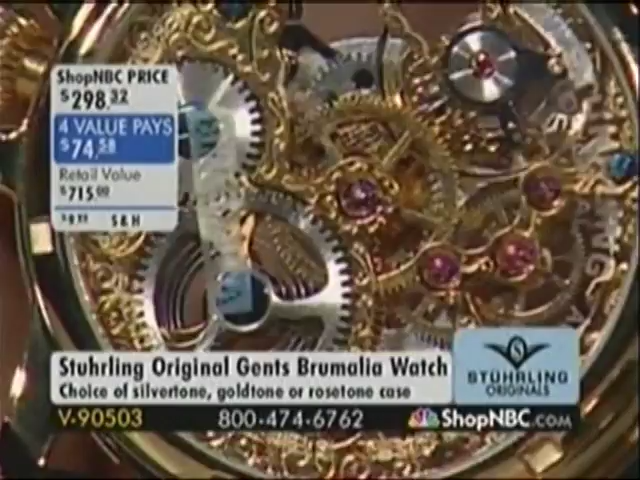 ShopNBC PRICE
$298.32
4 VALUE PAYS
$74.58
Retail Value
$715.00
S & H
Stuhrling Original Gents Brumalia Watch
Choice of silvertone, goldtone or rosetone case
STÜHRLING
ORIGINALS
V-90503 800-474-6762 ShopNBC.COM